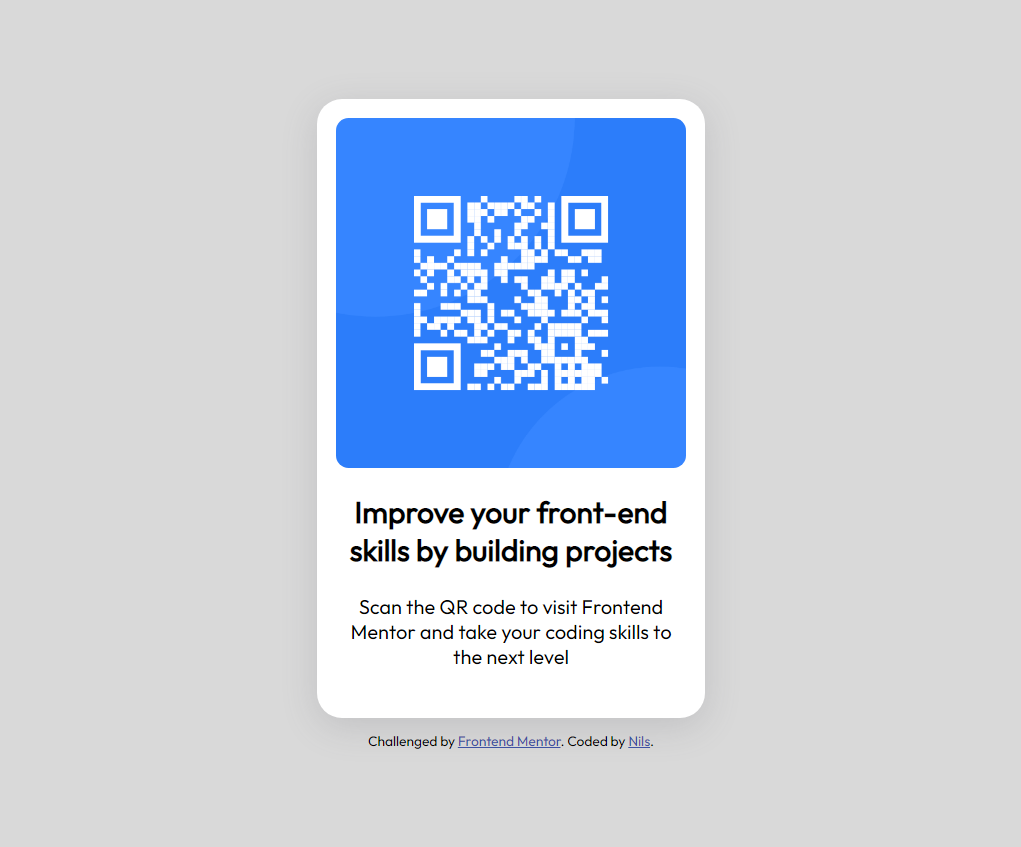 Improve your front-end
skills by building projects
Scan the QR code to visit Frontend
Mentor and take your coding skills to
the next level
Challenged by Frontend Mentor. Coded by Nils.